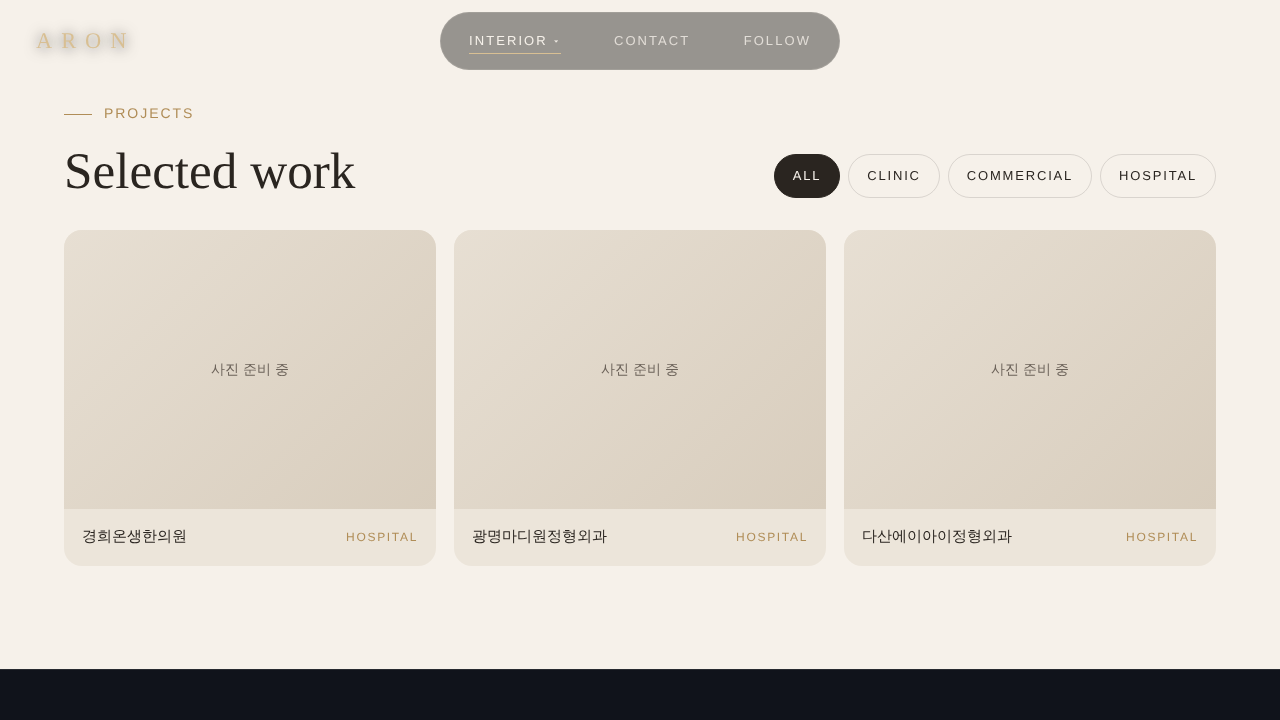 ARON
INTERIOR
CONTACT
FOLLOW
PROJECTS
Selected work
ALL
CLINIC
COMMERCIAL
HOSPITAL
사진 준비 중
사진 준비 중
사진 준비 중
경희온생한의원
HOSPITAL
광명마디원정형외과
HOSPITAL
다산에이아이정형외과
HOSPITAL